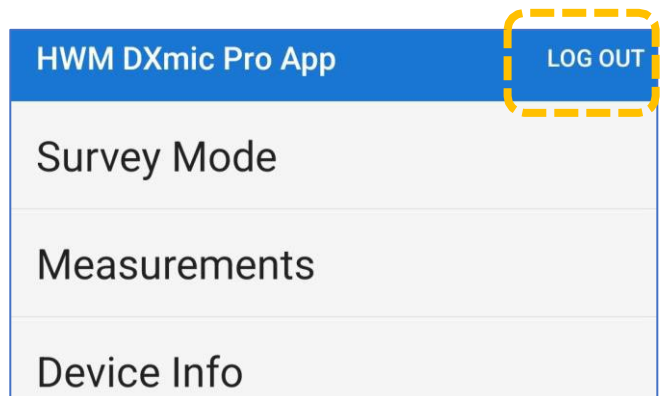 HWM DXmic Pro App LOG OUT
Survey Mode
Measurements
Device Info